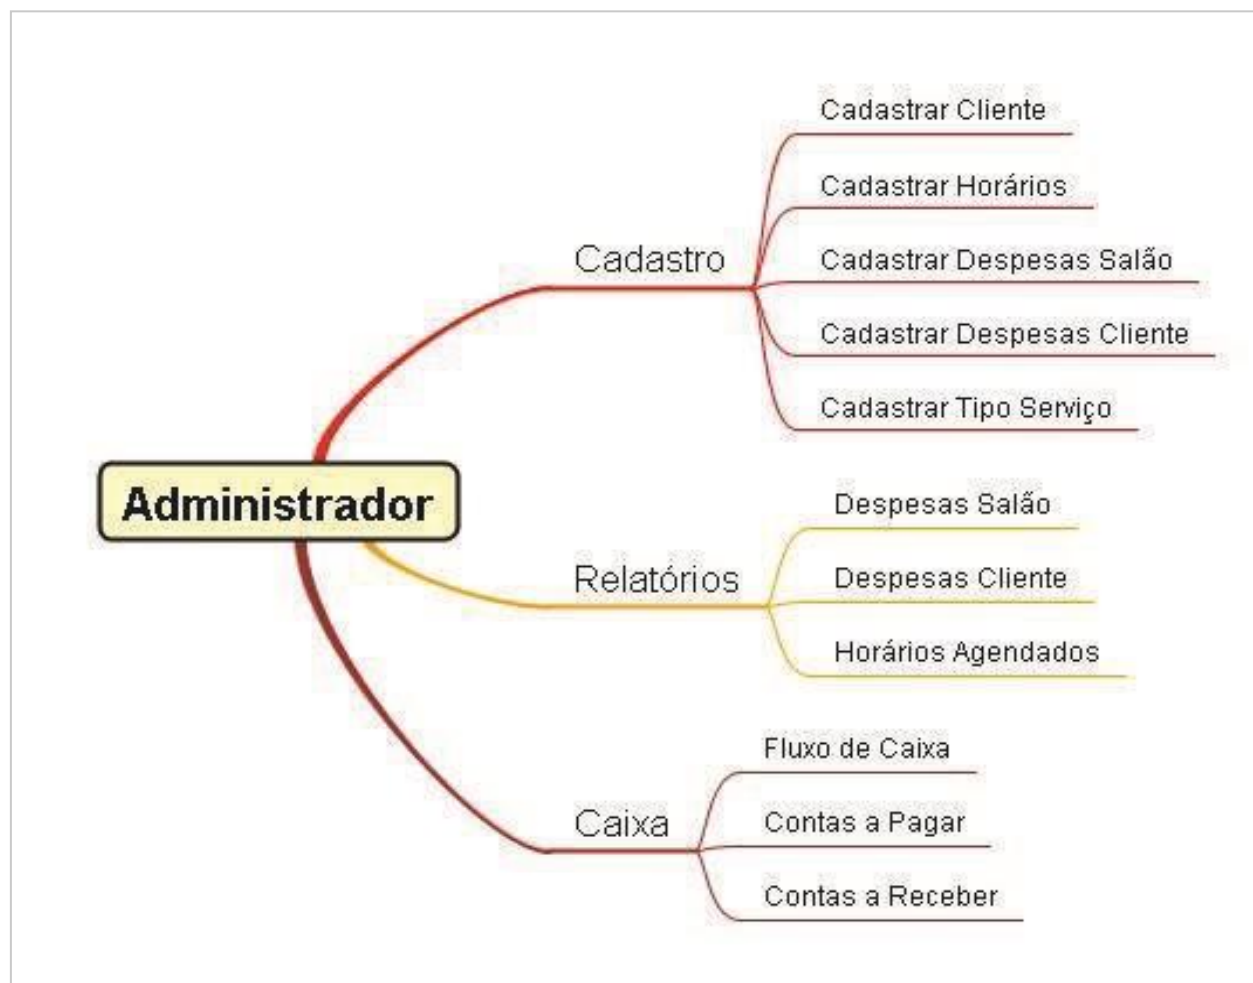 Administrador
Cadastro
Cadastrar Cliente
Cadastrar Horários
Cadastrar Despesas Salão
Cadastrar Despesas Cliente
Cadastrar Tipo Serviço
Relatórios
Despesas Salão
Despesas Cliente
Horários Agendados
Caixa
Fluxo de Caixa
Contas a Pagar
Contas a Receber